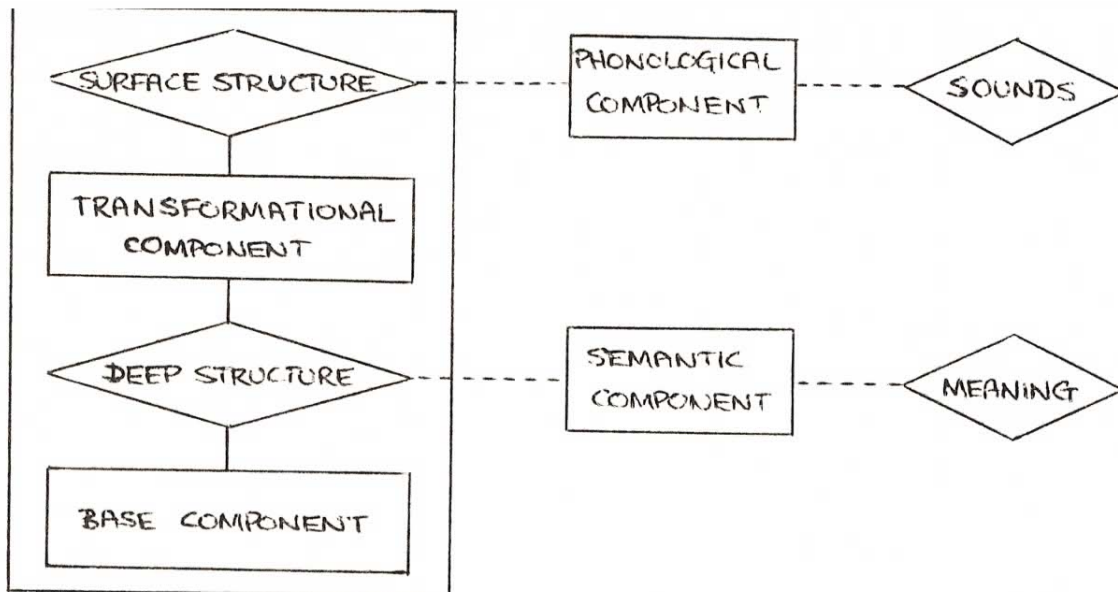 SURFACE STRUCTURE
PHONOLOGICAL
COMPONENT
SOUNDS
TRANSFORMATIONAL
COMPONENT
DEEP STRUCTURE
SEMANTIC
COMPONENT
MEANING
BASE COMPONENT